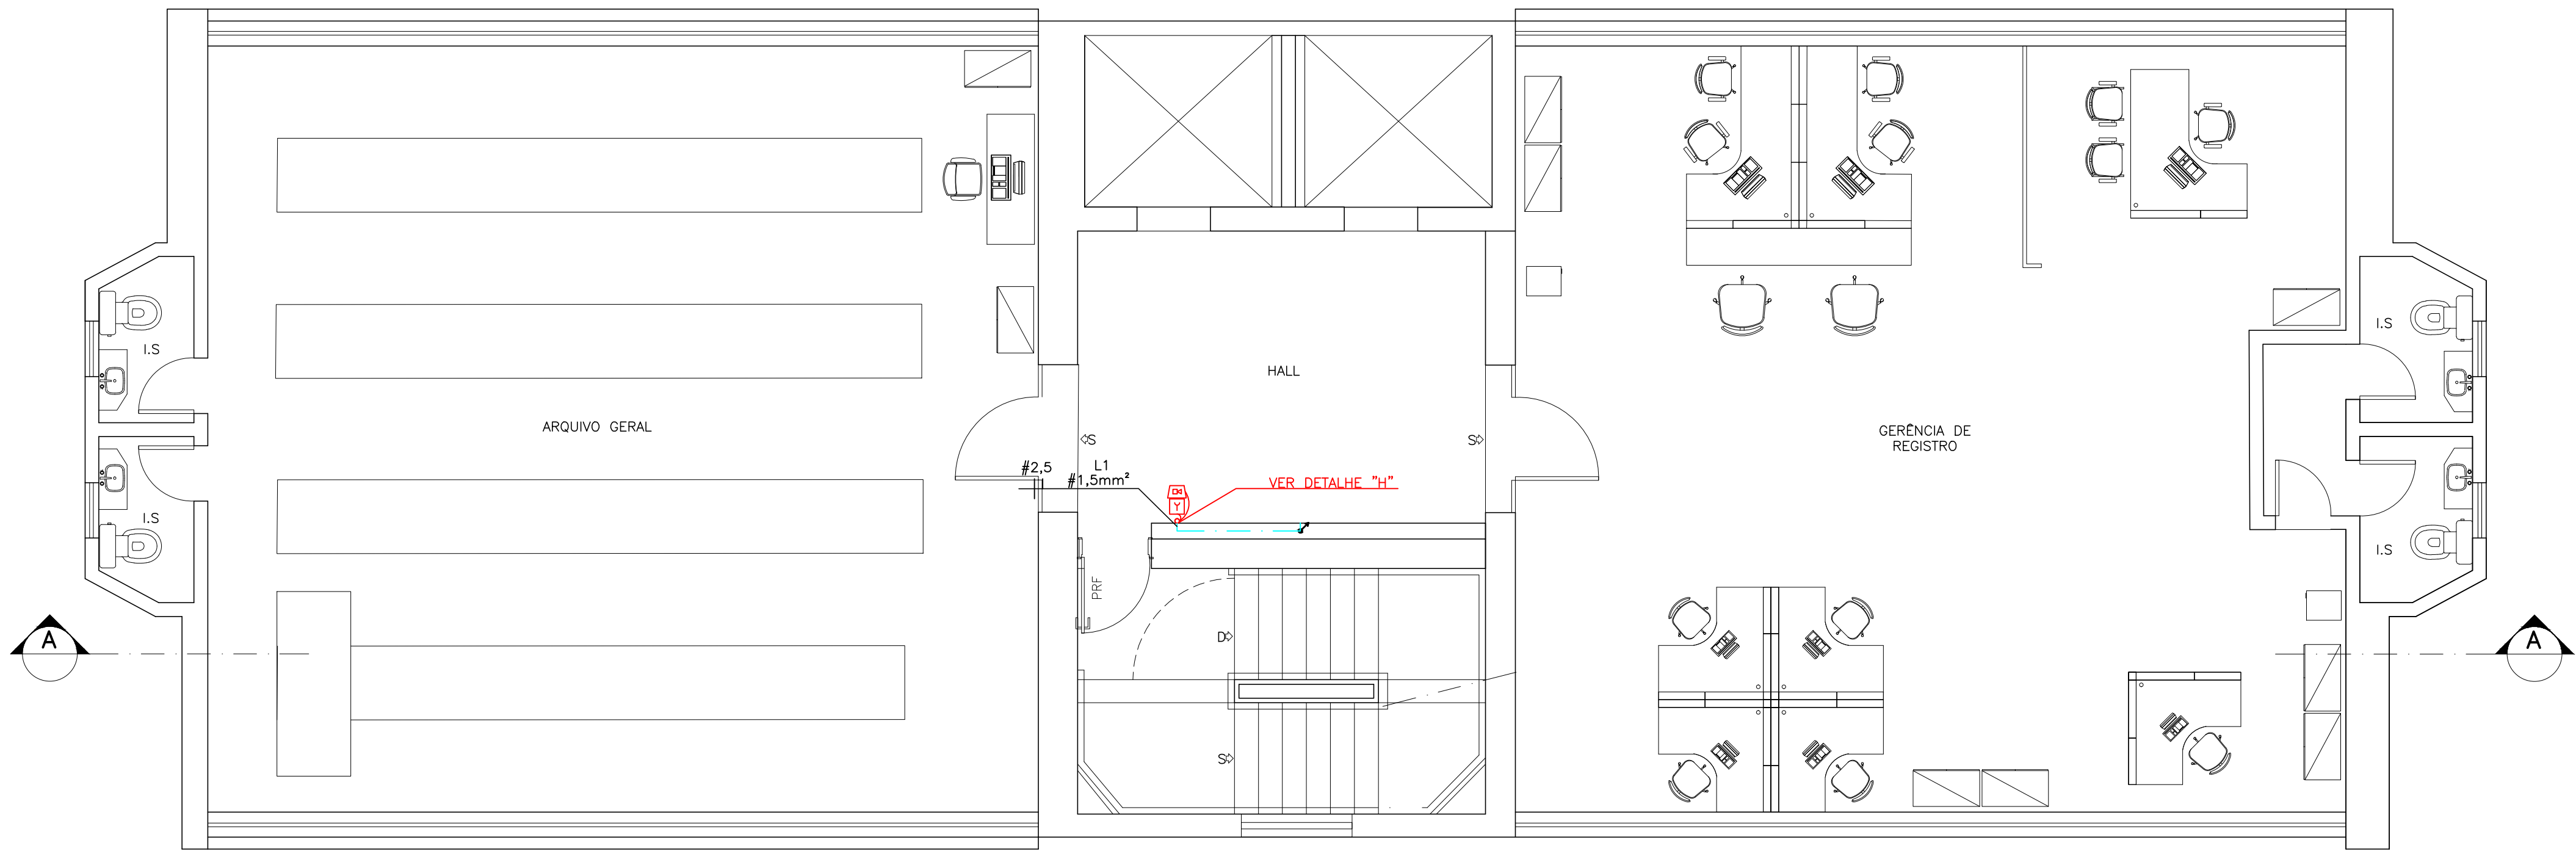 I.S
I.S
HALL
I.S
ARQUIVO GERAL
GERÊNCIA DE
REGISTRO
S
S
#2,5
L1
#1,5mm²
VER DETALHE "H"
Y
I.S
I.S
PRF
D
A
A
S